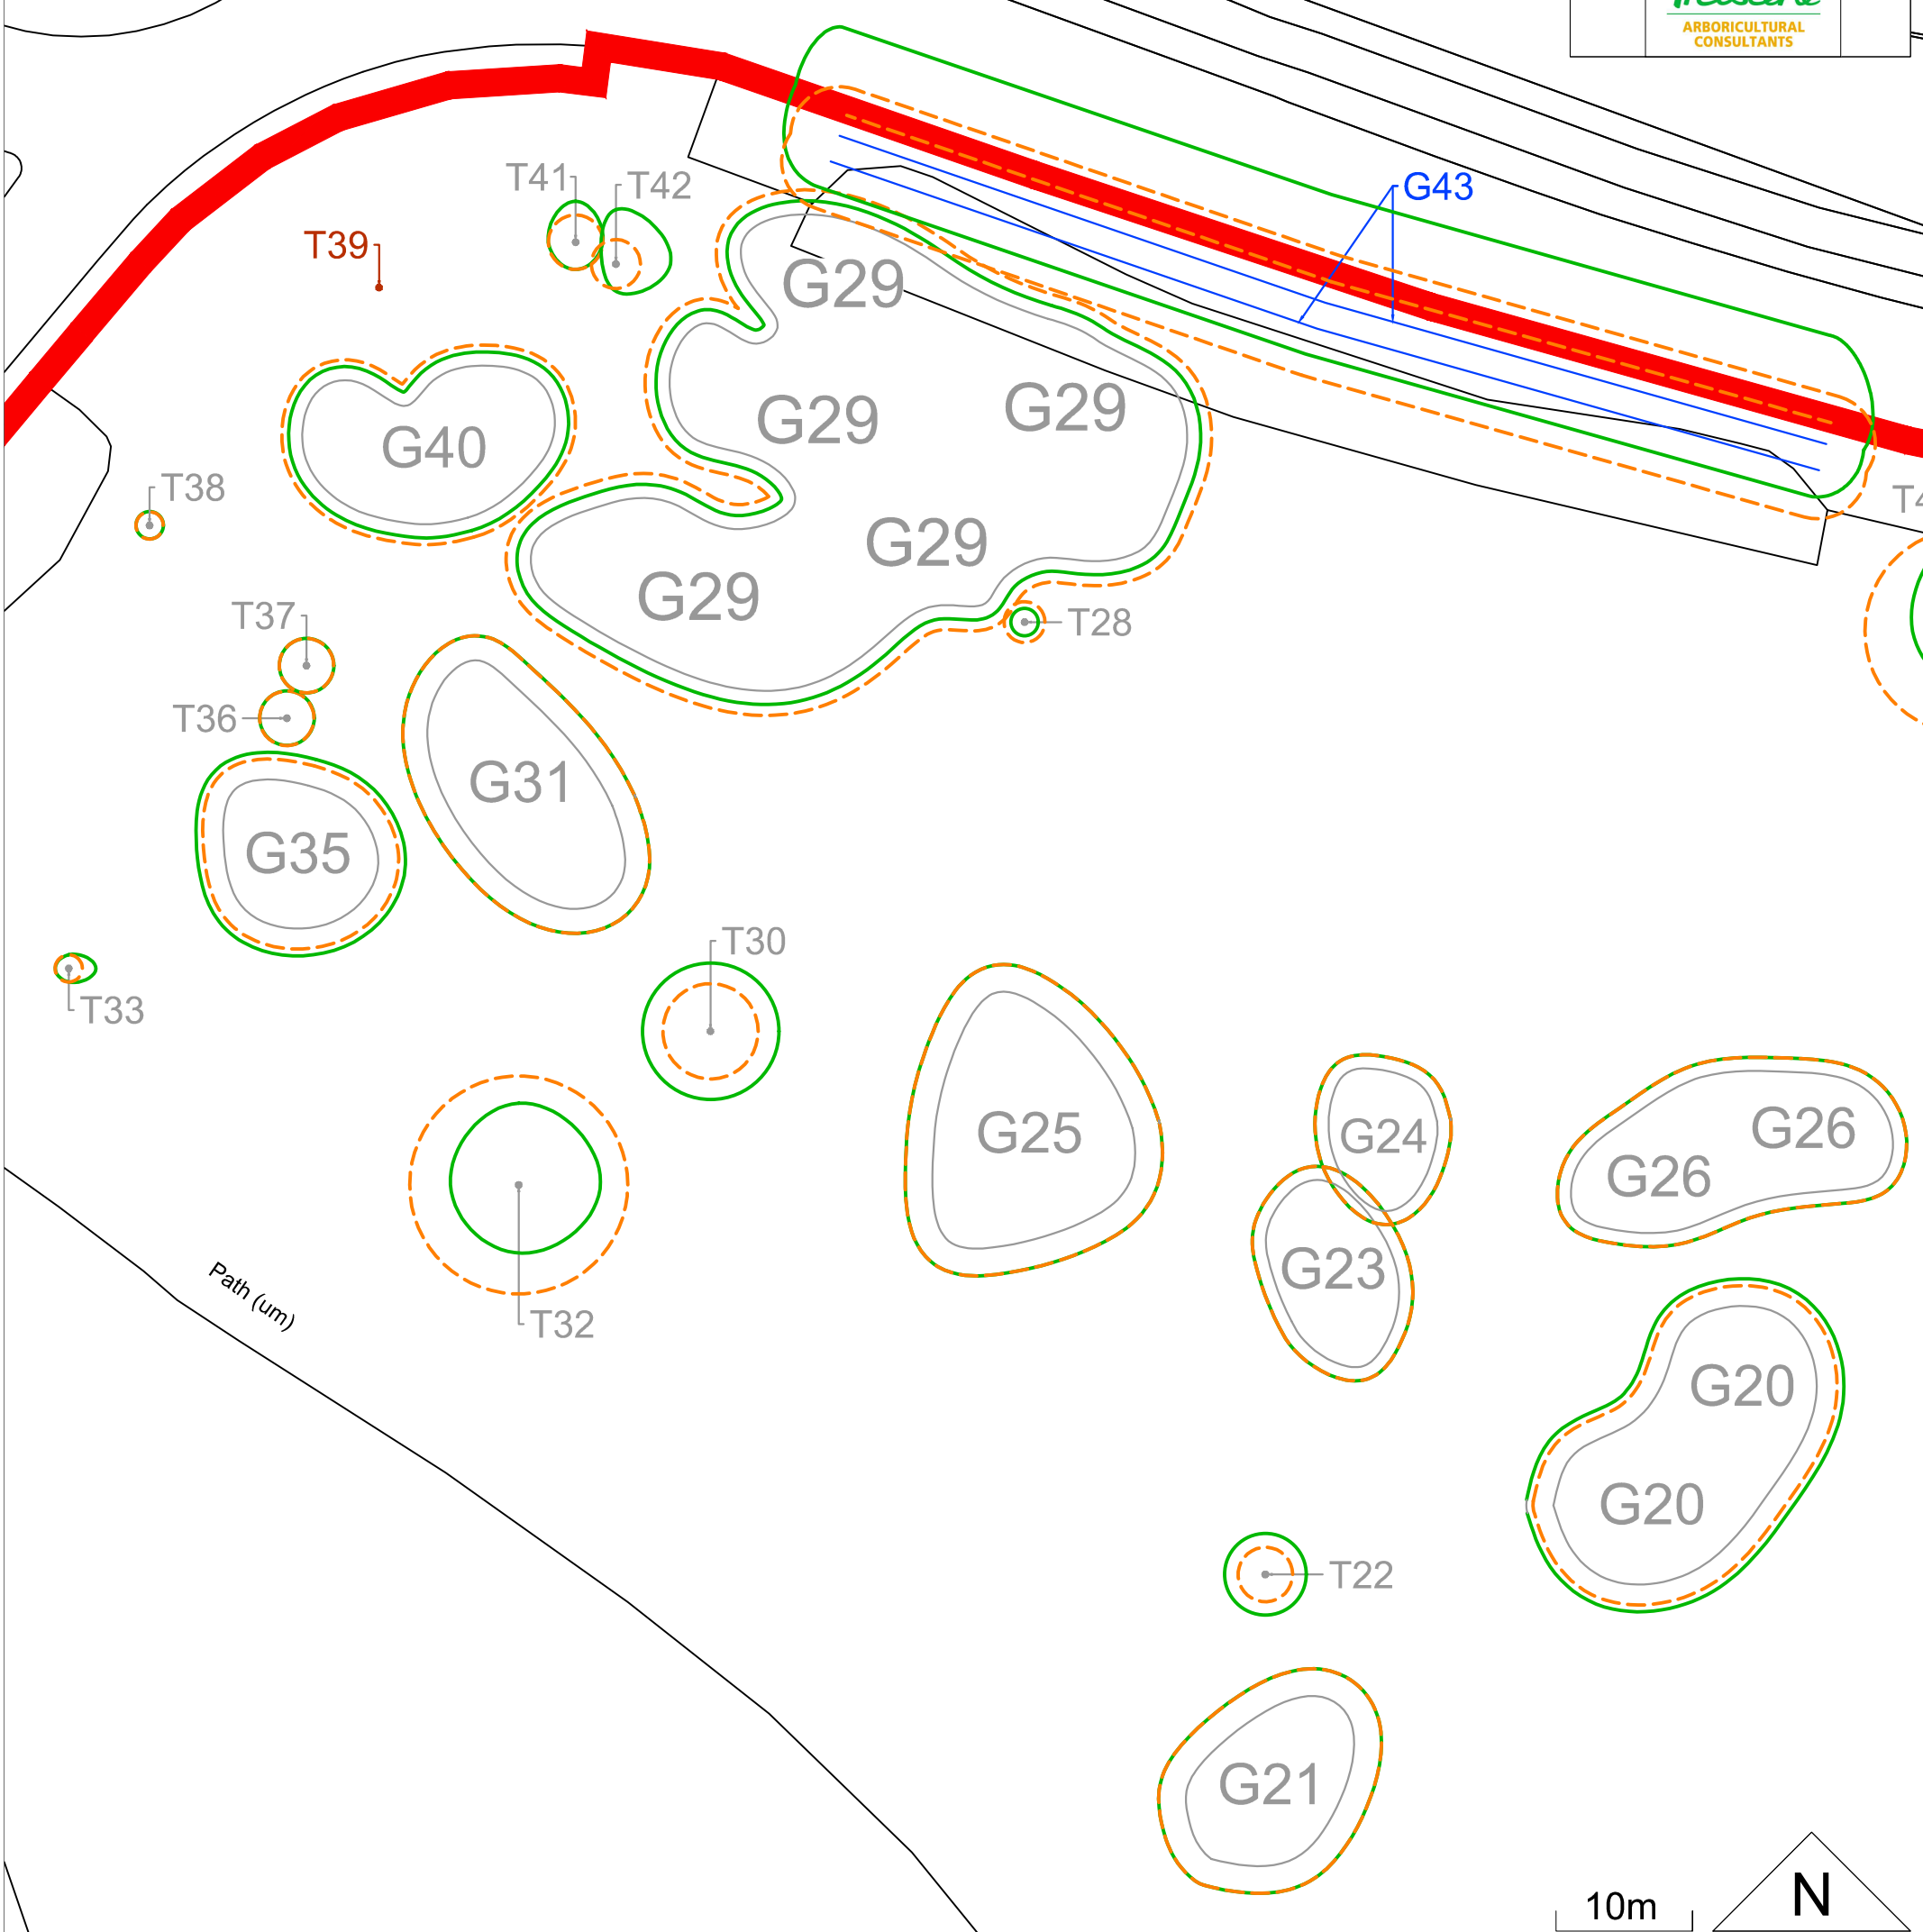 ARBORICULTURAL
CONSULTANTS
T41
T42
G43
T39
G29
G29
G29
G40
T38
G29
G29
T37
T28
T36
G31
G35
T30
T33
G25
G24
G26
G26
G23
T32
Path (um)
G20
G20
T22
G21
10m
N